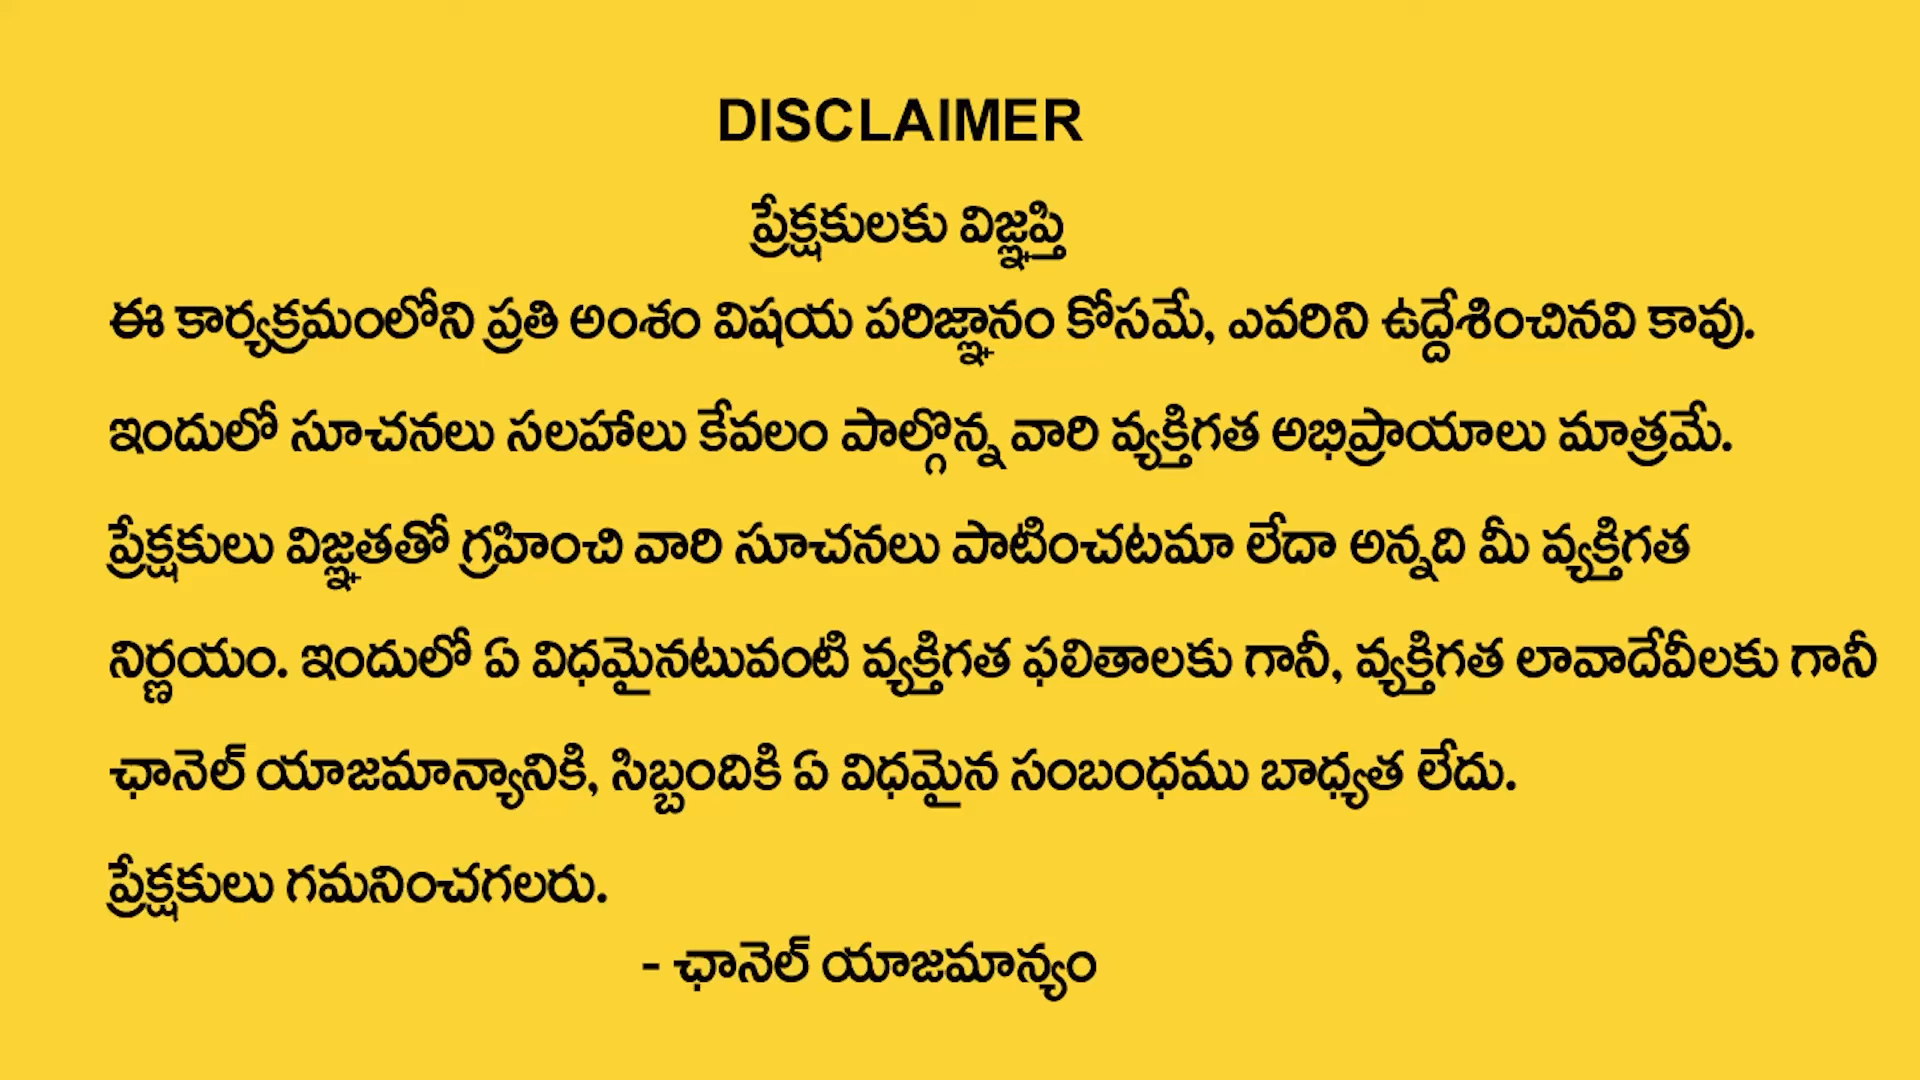 DISCLAIMER
ప్రేక్షకులకు విజ్ఞప్తి
ఈ కార్యక్రమంలోని ప్రతి అంశం విషయ పరిజ్ఞానం కోసమే, ఎవరిని ఉద్దేశించినవి కావు.
ఇందులో సూచనలు సలహాలు కేవలం పాల్గొన్న వారి వ్యక్తిగత అభిప్రాయాలు మాత్రమే.
ప్రేక్షకులు విజ్ఞతతో గ్రహించి వారి సూచనలు పాటించటమా లేదా అన్నది మీ వ్యక్తిగత
నిర్ణయం. ఇందులో ఏ విధమైనటువంటి వ్యక్తిగత ఫలితాలకు గానీ, వ్యక్తిగత లావాదేవీలకు గానీ
ఛానెల్ యాజమాన్యానికి, సిబ్బందికి ఏ విధమైన సంబంధము బాధ్యత లేదు.
ప్రేక్షకులు గమనించగలరు.
- ఛానెల్ యాజమాన్యం